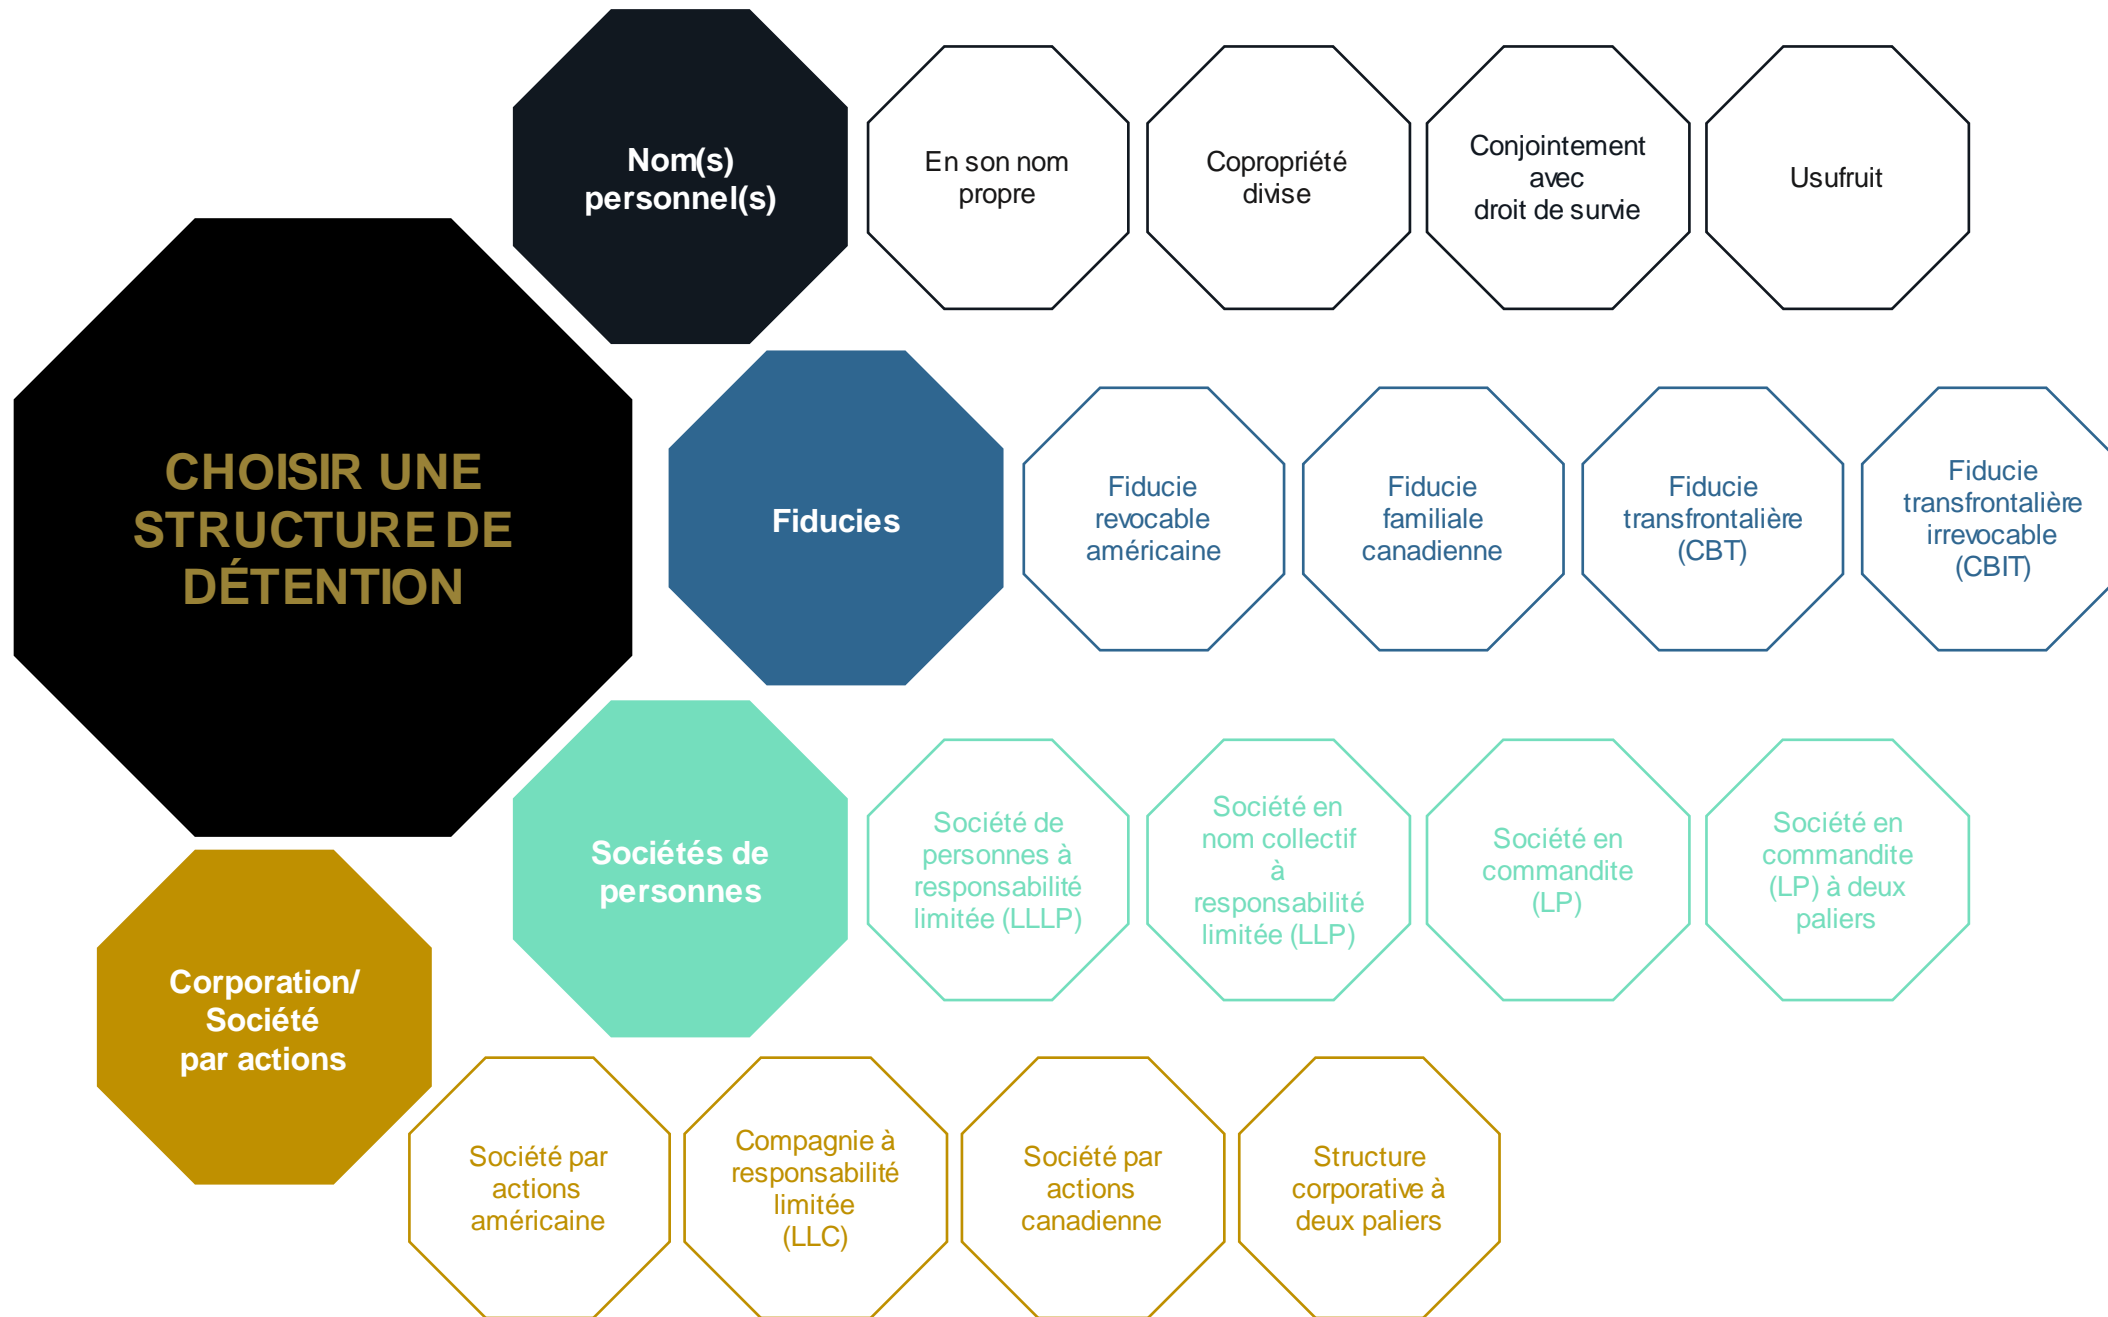 CHOISIR UNE
STRUCTURE DE
DÉTENTION
Nom(s)
personnel(s)
En son nom
propre
Copropriété
divise
Conjointement
avec
droit de survie
Usufruit
Fiducies
Fiducie
revocable
américaine
Fiducie
familiale
canadienne
Fiducie
transfrontalière
(CBT)
Fiducie
transfrontalière
irrevocable
(CBIT)
Sociétés de
personnes
Société de
personnes à
responsabilité
limitée (LLLP)
Société en
nom collectif
à
responsabilité
limitée (LLP)
Société en
commandite
(LP)
Société en
commandite
(LP) à deux
paliers
Corporation/
Société
par actions
Société par
actions
américaine
Compagnie à
responsabilité
limitée
(LLC)
Société par
actions
canadienne
Structure
corporative à
deux paliers